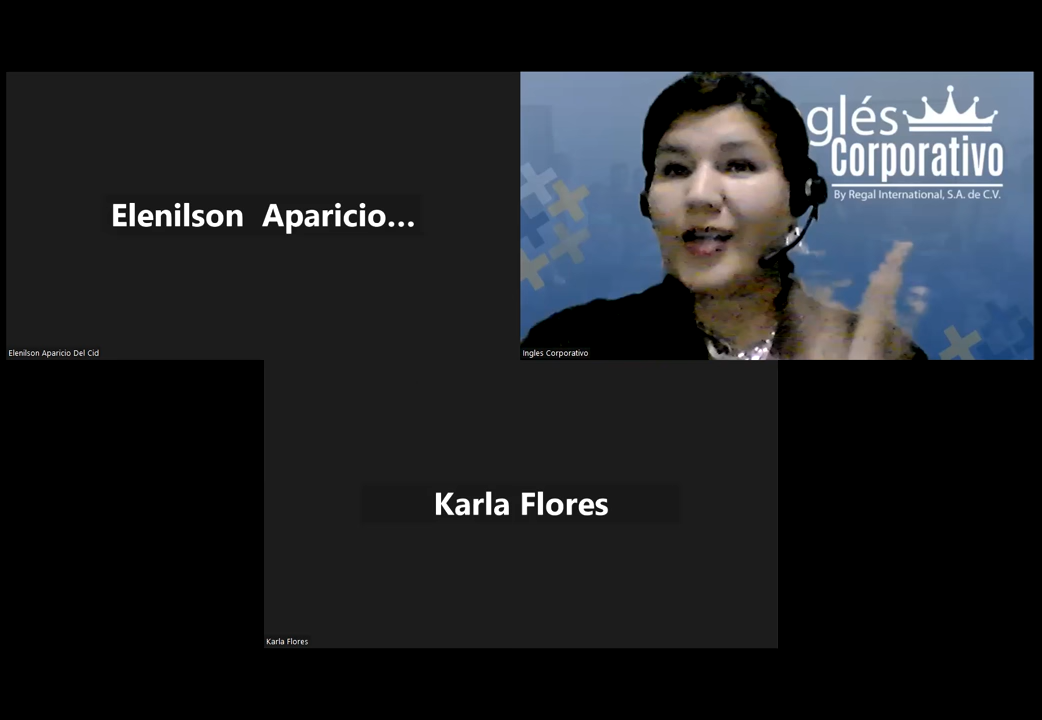 Elenilson  Aparicio...
glés
Corporativo
By Regal International, S.A. de C.V.
Elenilson Aparicio Del Cid
Ingles Corporativo
Karla Flores
Karla Flores